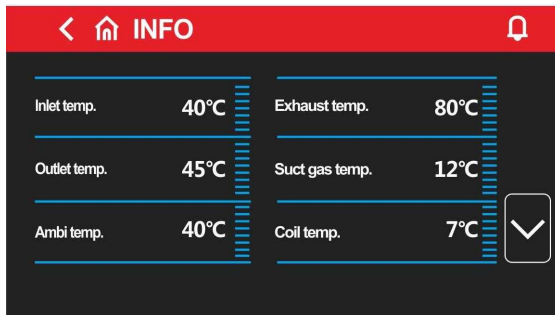 INFO
Inlet temp. 40℃ Exhaust temp. 80℃
Outlet temp. 45℃ Suct gas temp. 12℃
Ambi temp. 40℃ Coil temp. 7℃